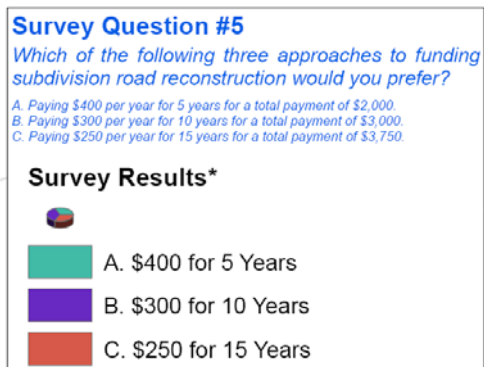 Survey Question #5
Which of the following three approaches to funding
subdivision road reconstruction would you prefer?
A. Paying $400 per year for 5 years for a total payment of $2,000.
B. Paying $300 per year for 10 years for a total payment of $3,000.
C. Paying $250 per year for 15 years for a total payment of $3,750.
Survey Results*
A. $400 for 5 Years
B. $300 for 10 Years
C. $250 for 15 Years